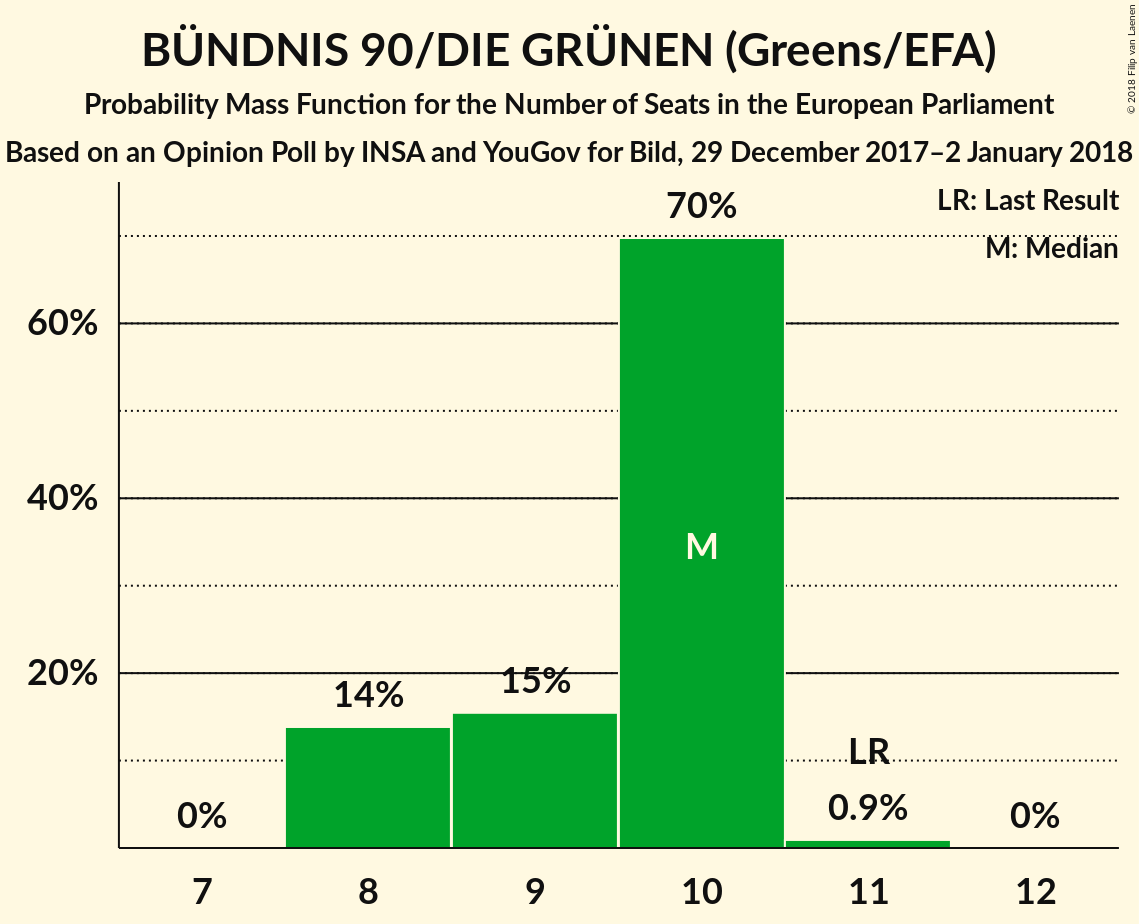 BÜNDNIS 90/DIE GRÜNEN (Greens/EFA)
Probability Mass Function for the Number of Seats in the European Parliament
Based on an Opinion Poll by INSA and YouGov for Bild, 29 December 2017–2 January 2018
© 2018 Filip van Laenen
LR: Last Result
M: Median
70%
60%
40%
M
20%
15%
14%
LR
0.9%
0%
0%
7 8 9 10 11 12